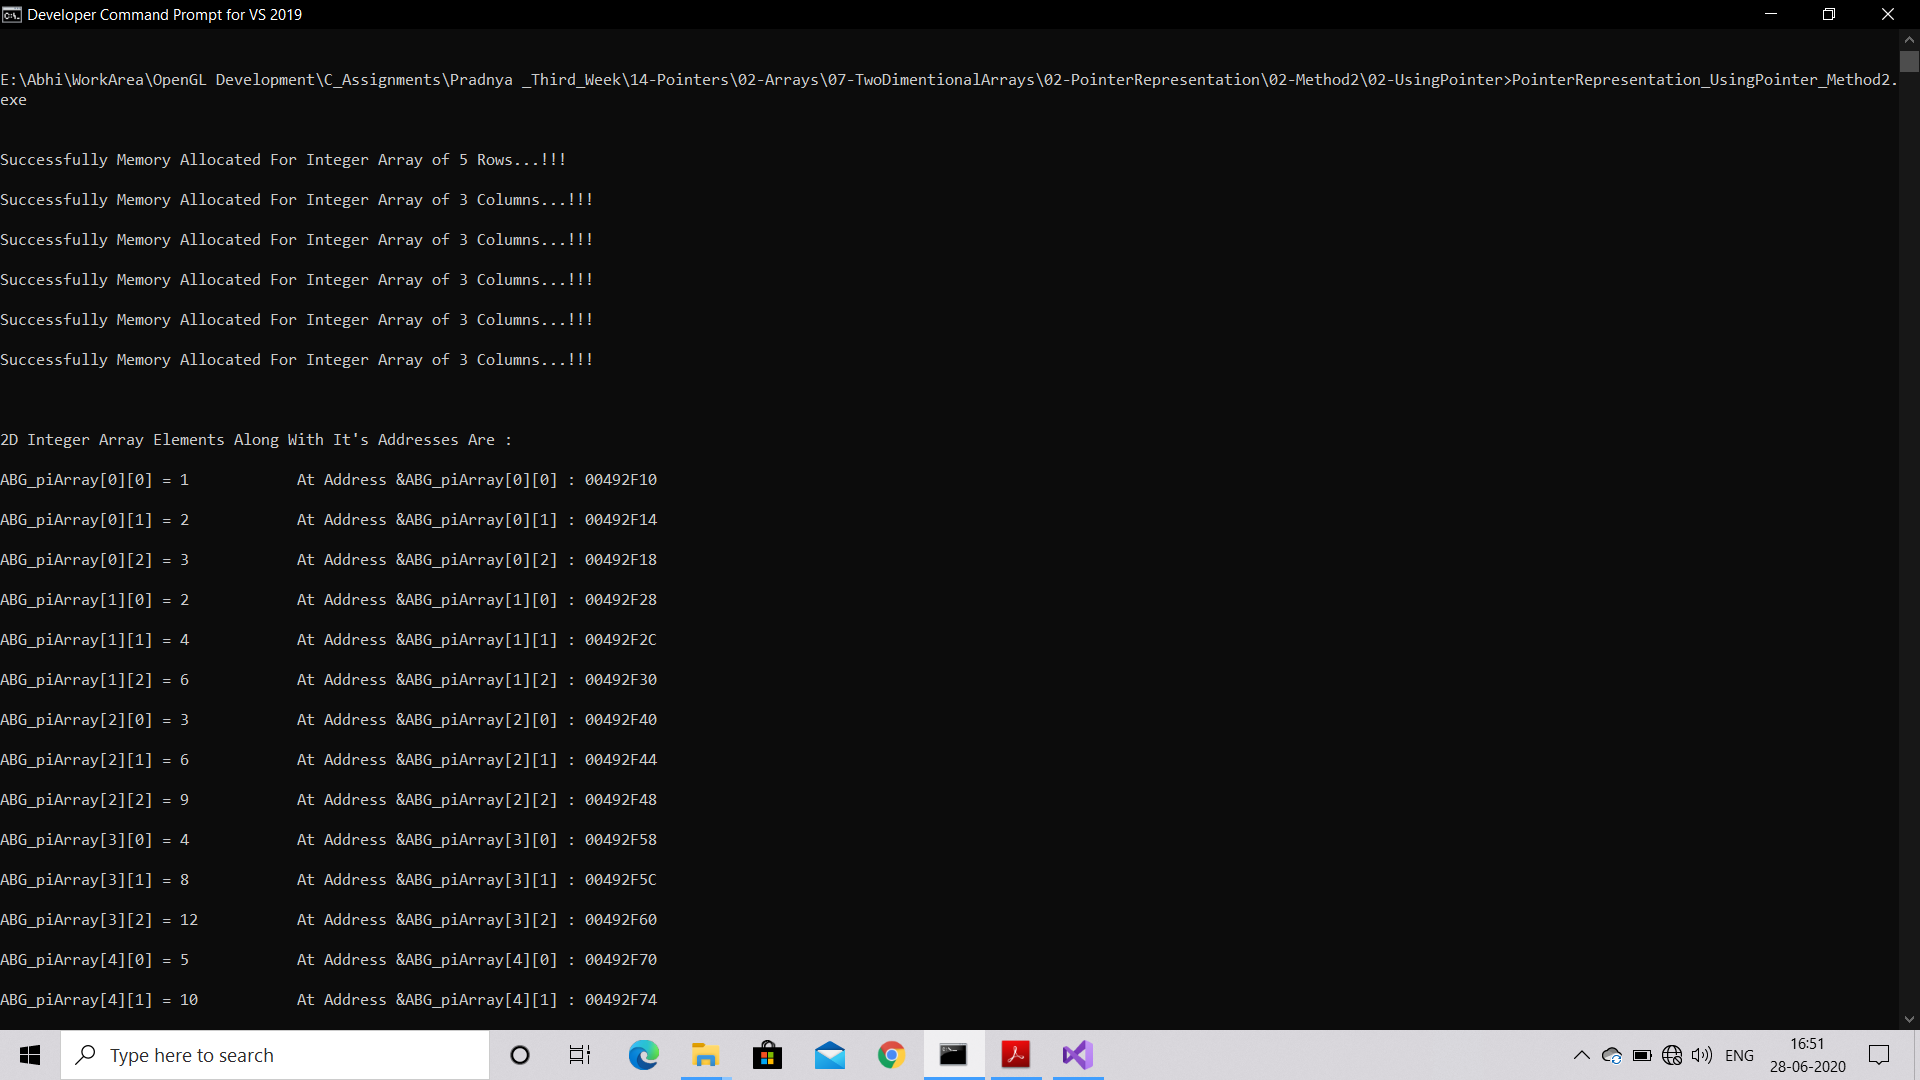 Developer Command Prompt for VS 2019
E:\Abhi\WorkArea\OpenGL Development\C_Assignments\Pradnya _Third_Week\14-Pointers\02-Arrays\07-TwoDimentionalArrays\02-PointerRepresentation\02-Method2\02-UsingPointer>PointerRepresentation_UsingPointer_Method2.
exe
Successfully Memory Allocated For Integer Array of 5 Rows...!!!
Successfully Memory Allocated For Integer Array of 3 Columns...!!!
Successfully Memory Allocated For Integer Array of 3 Columns...!!!
Successfully Memory Allocated For Integer Array of 3 Columns...!!!
Successfully Memory Allocated For Integer Array of 3 Columns...!!!
Successfully Memory Allocated For Integer Array of 3 Columns...!!!
2D Integer Array Elements Along With It's Addresses Are :
ABG_piArray[0][0] = 1 At Address &ABG_piArray[0][0] : 00492F10
ABG_piArray[0][1] = 2 At Address &ABG_piArray[0][1] : 00492F14
ABG_piArray[0][2] = 3 At Address &ABG_piArray[0][2] : 00492F18
ABG_piArray[1][0] = 2 At Address &ABG_piArray[1][0] : 00492F28
ABG_piArray[1][1] = 4 At Address &ABG_piArray[1][1] : 00492F2C
ABG_piArray[1][2] = 6 At Address &ABG_piArray[1][2] : 00492F30
ABG_piArray[2][0] = 3 At Address &ABG_piArray[2][0] : 00492F40
ABG_piArray[2][1] = 6 At Address &ABG_piArray[2][1] : 00492F44
ABG_piArray[2][2] = 9 At Address &ABG_piArray[2][2] : 00492F48
ABG_piArray[3][0] = 4 At Address &ABG_piArray[3][0] : 00492F58
ABG_piArray[3][1] = 8 At Address &ABG_piArray[3][1] : 00492F5C
ABG_piArray[3][2] = 12 At Address &ABG_piArray[3][2] : 00492F60
ABG_piArray[4][0] = 5 At Address &ABG_piArray[4][0] : 00492F70
ABG_piArray[4][1] = 10 At Address &ABG_piArray[4][1] : 00492F74
Type here to search
ENG
16:51
28-06-2020